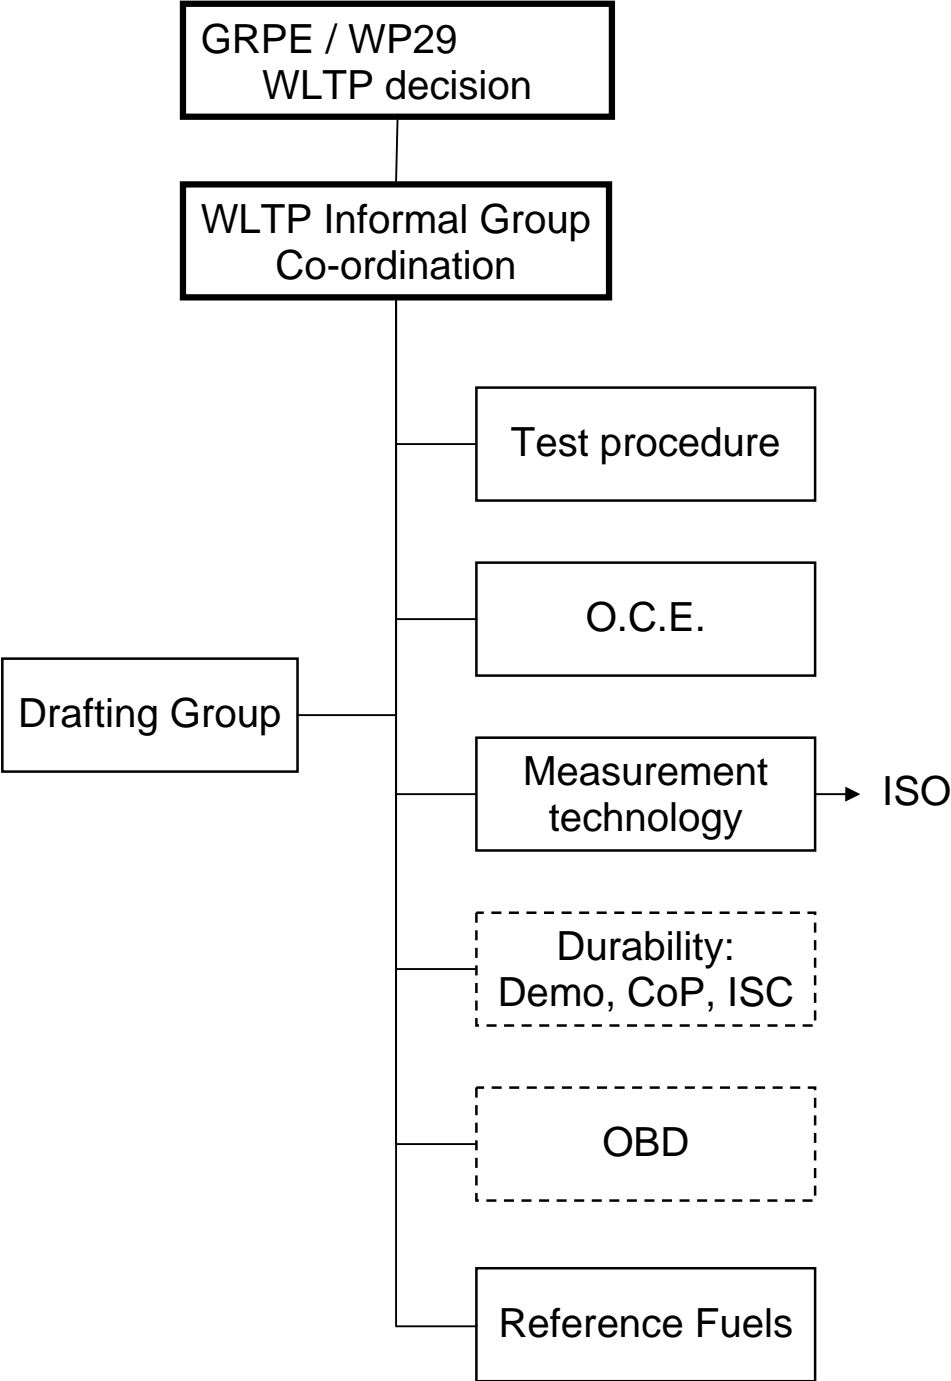 GRPE / WP29
WLTP decision
WLTP Informal Group
Co-ordination
Test procedure
O.C.E.
Drafting Group
Measurement
technology
ISO
Durability:
Demo, CoP, ISC
OBD
Reference Fuels